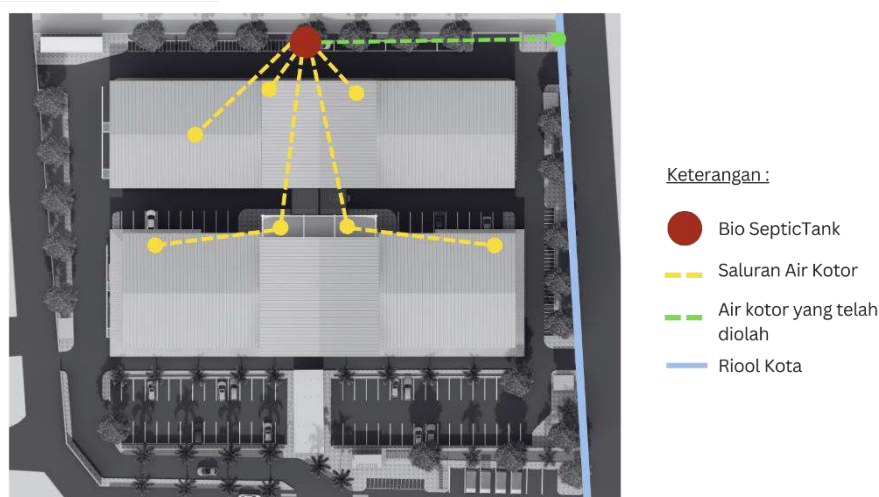 Keterangan :
Bio SepticTank
Saluran Air Kotor
Air kotor yang telah
diolah
Riool Kota